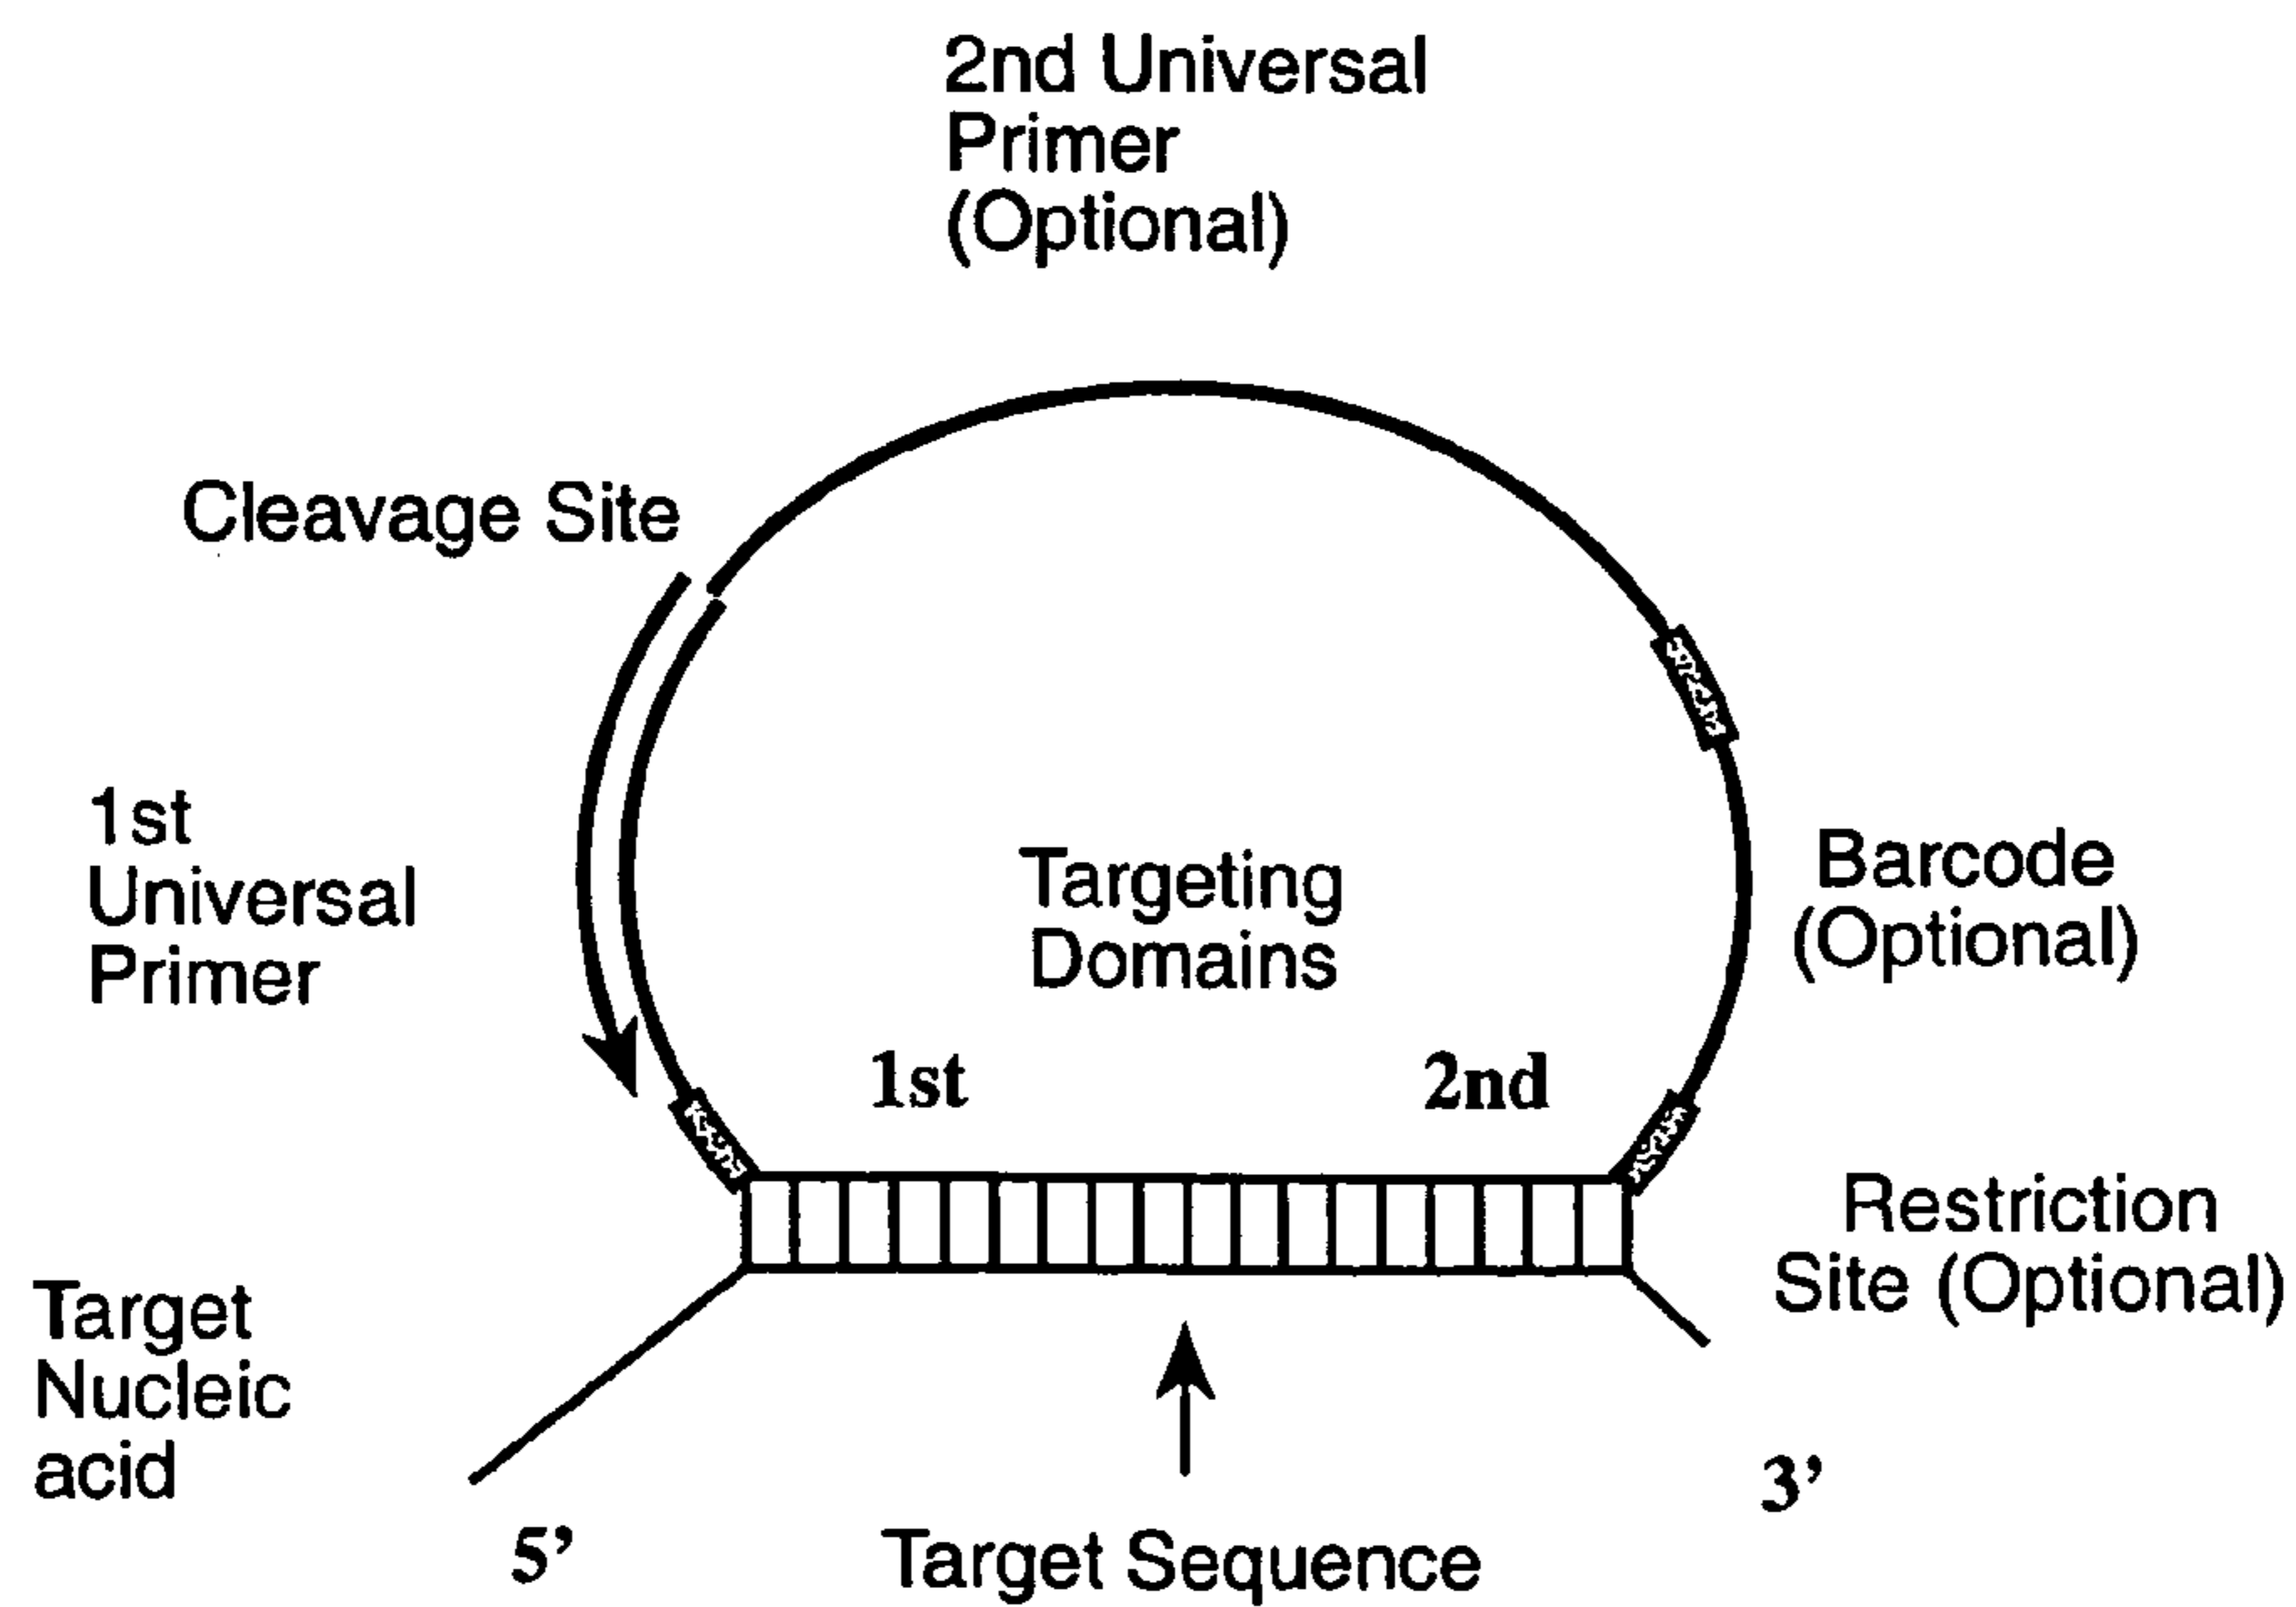 2nd Universal
Primer
(Optional)
Cleavage Site
1st
Universal
Primer
Targeting
Domains
Barcode
(Optional)
1st
2nd
Restriction
Site (Optional)
Target
Nucleic
acid
5’
Target Sequence
3’